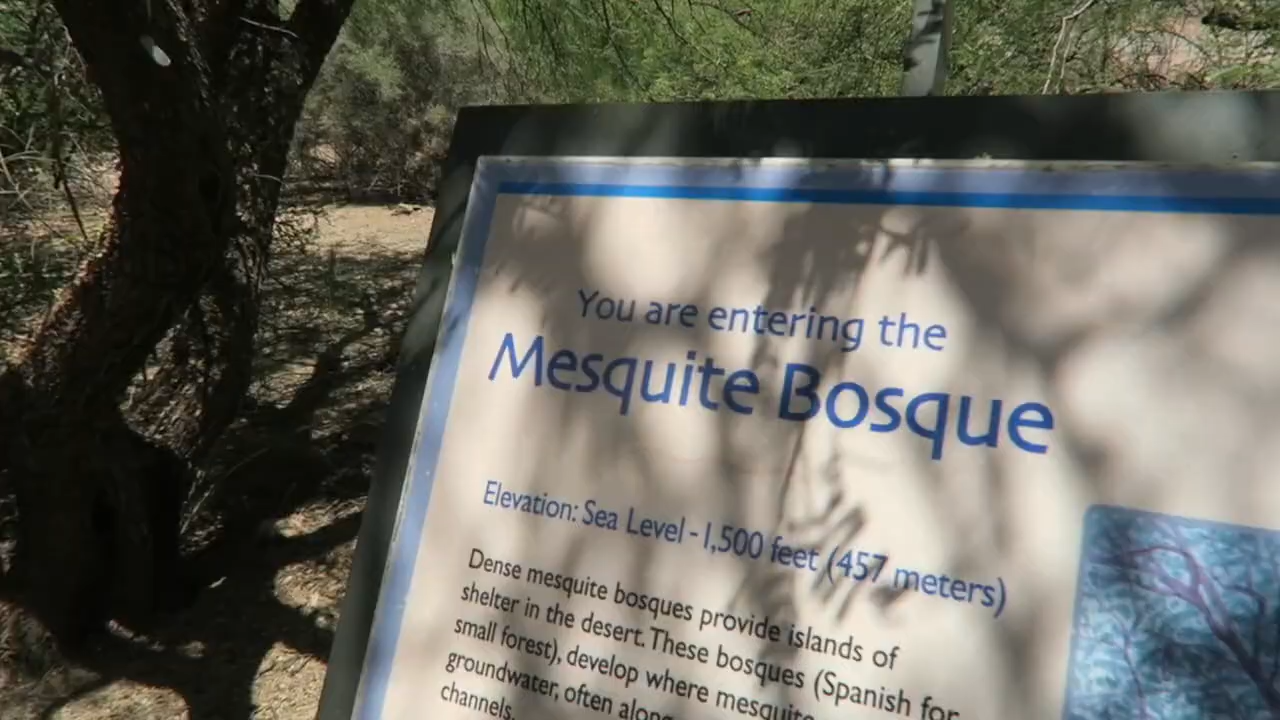 You are entering the
Mesquite Bosque
Elevation: Sea Level - 1,500 feet (457 meters)
Dense mesquite bosques provide islands of
shelter in the desert. These bosques (Spanish for
small forest), develop where mesquite
groundwater, often along
channels.